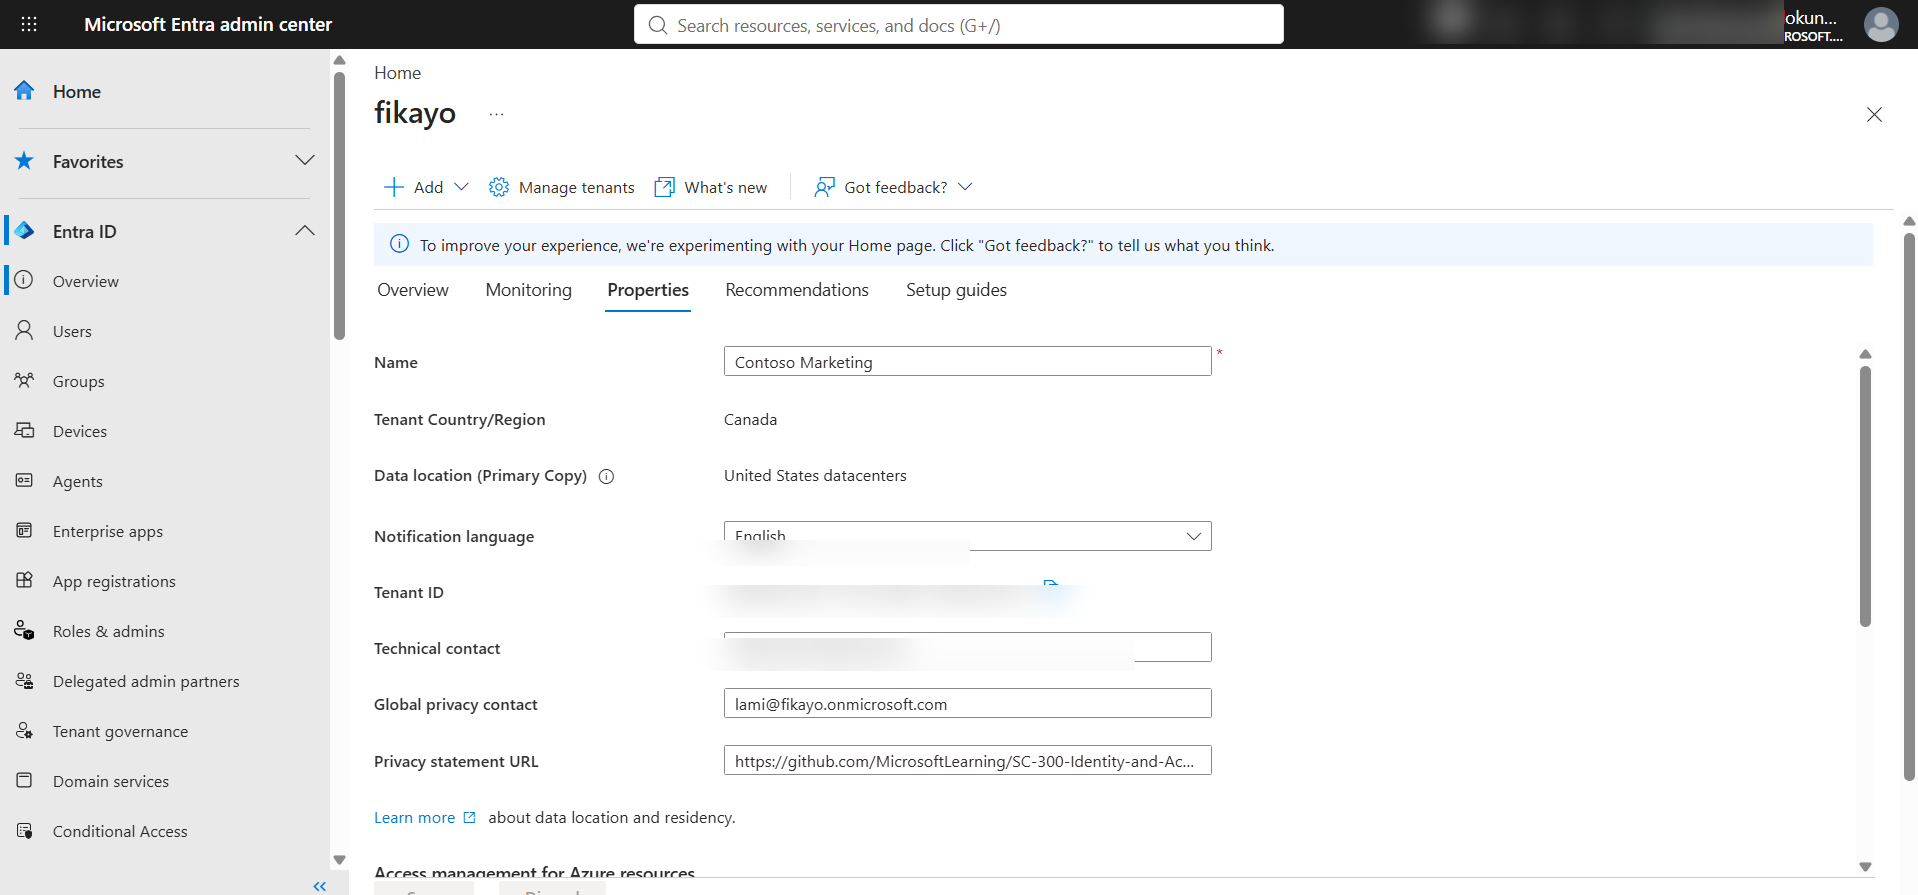 Microsoft Entra admin center
Search resources, services, and docs (G+/)
okun...
ROSOFT....
Home
Favorites
Entra ID
Overview
Users
Groups
Devices
Agents
Enterprise apps
App registrations
Roles & admins
Delegated admin partners
Tenant governance
Domain services
Conditional Access
Home
fikayo
Add
Manage tenants
What's new
Got feedback?
To improve your experience, we're experimenting with your Home page. Click "Got feedback?" to tell us what you think.
Overview Monitoring Properties Recommendations Setup guides
Name Contoso Marketing *
Tenant Country/Region Canada
Data location (Primary Copy) United States datacenters
Notification language English
Tenant ID
Technical contact
Global privacy contact lami@fikayo.onmicrosoft.com
Privacy statement URL https://github.com/MicrosoftLearning/SC-300-Identity-and-Ac...
Learn more about data location and residency.
Access management for Azure resources